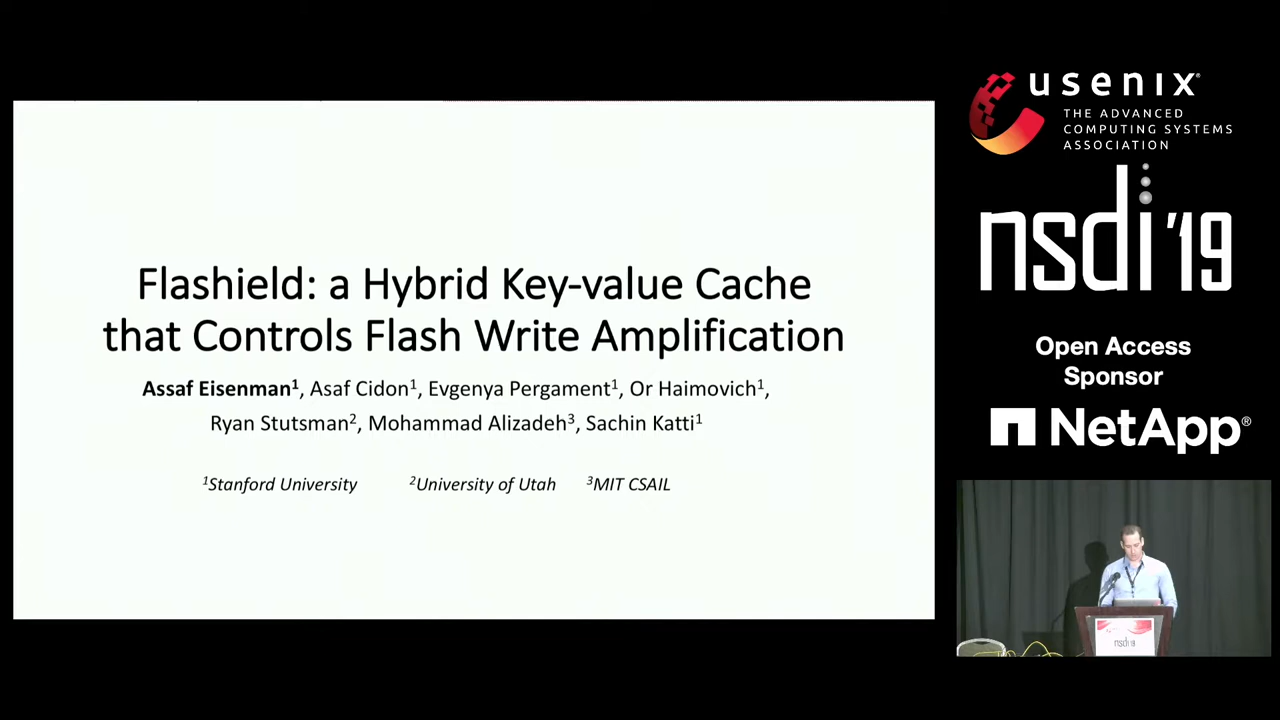 Flashield: a Hybrid Key-value Cache
that Controls Flash Write Amplification
Assaf Eisenman¹, Asaf Cidon¹, Evgenya Pergament¹, Or Haimovich¹,
Ryan Stutsman², Mohammad Alizadeh³, Sachin Katti¹
¹Stanford University ²University of Utah ³MIT CSAIL
usenix®
THE ADVANCED
COMPUTING SYSTEMS
ASSOCIATION
nsdi '19
Open Access
Sponsor
NetApp®
nsdi19